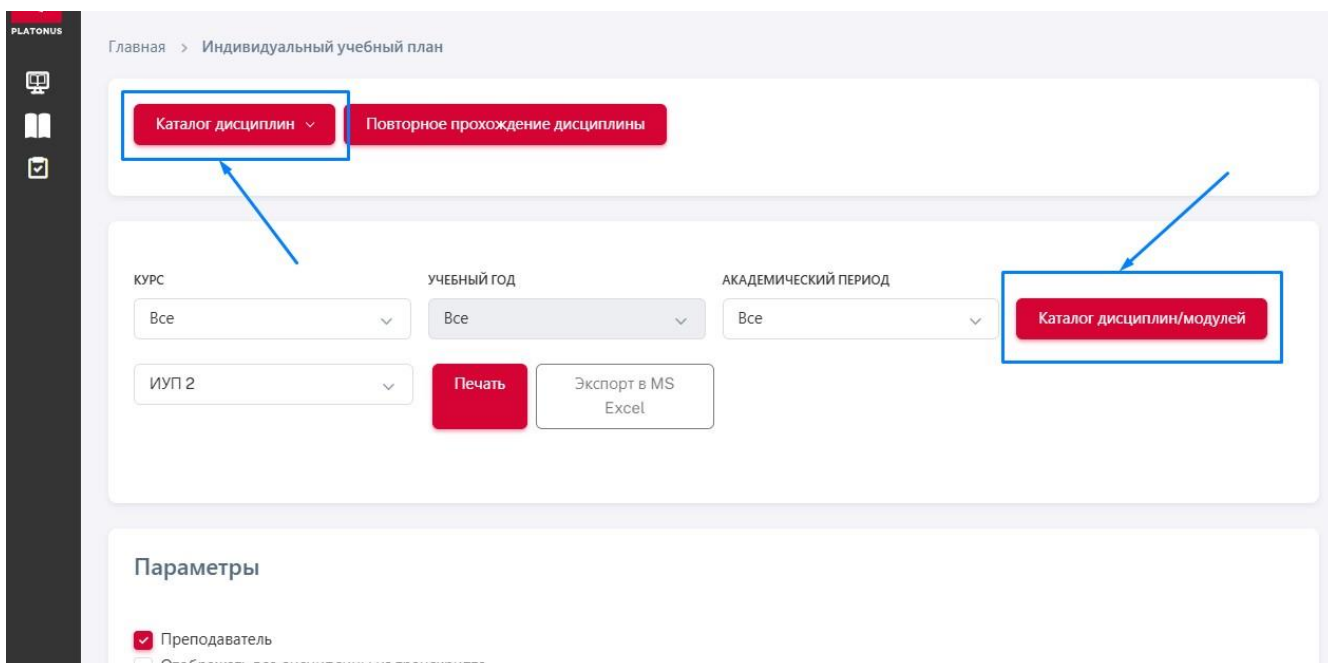 PLATONUS
Главная > Индивидуальный учебный план
Каталог дисциплин
Повторное прохождение дисциплины
КУРС
УЧЕБНЫЙ ГОД
АКАДЕМИЧЕСКИЙ ПЕРИОД
Все
Все
Все
Каталог дисциплин/модулей
ИУП 2
Печать
Экспорт в MS
Excel
Параметры
Преподаватель